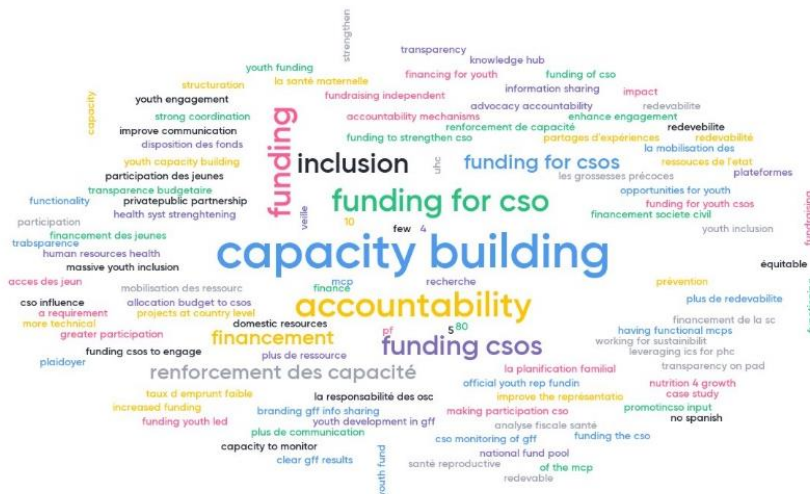 strengthen
transparency
knowledge hub
youth funding
financing for youth
funding of cso
structuration
la santé maternelle
information sharing
impact
capacity
youth engagement
fundraising independent
advocacy accountability
redevabilite
strong coordination
accountability mechanisms
enhance engagement
improve communication
funding
renforcement de capacité
redevebilite
disposition des fonds
funding to strengthen cso
partages d'expériences
redevabilité
la mobilisation des
youth capacity building
inclusion
uhc
funding for csos
ressouces de l'etat
participation des jeunes
les grossesses précoces
plateformes
transparence budgetaire
opportunities for youth
functionality
privatepublic partnership
funding for cso
funding for youth csos
fundraising
health syst strenghtening
veille
10
financement societe civil
participation
few
4
youth inclusion
financement des jeunes
trabsparence
capacity building
human resources health
massive youth inclusion
équitable
acces des jeun
mobilisation des ressourc
mcp
finance
recherche
prévention
cso influence
allocation budget to csos
accountability
plus de redevabilite
a requirement
projects at country level
more technical
domestic resources
pf
5
80
financement de la sc
greater participation
financement
having functional mcps
funding csos
working for sustainibilit
funding csos to engage
plus de ressource
leveraging ics for phc
plaidoyer
renforcement des capacité
la planification familial
transparency on pad
official youth rep fundin
nutrition 4 growth
taux d emprunt faible
la responsabilité des osc
improve the représentatio
case study
increased funding
branding gff info sharing
making participation cso
promotincso input
funding youth led
youth development in gff
analyse fiscale santé
no spanish
plus de communication
cso monitoring of gff
funding the cso
capacity to monitor
youth fund
national fund pool
clear gff results
santé reproductive
of the mcp
redevable